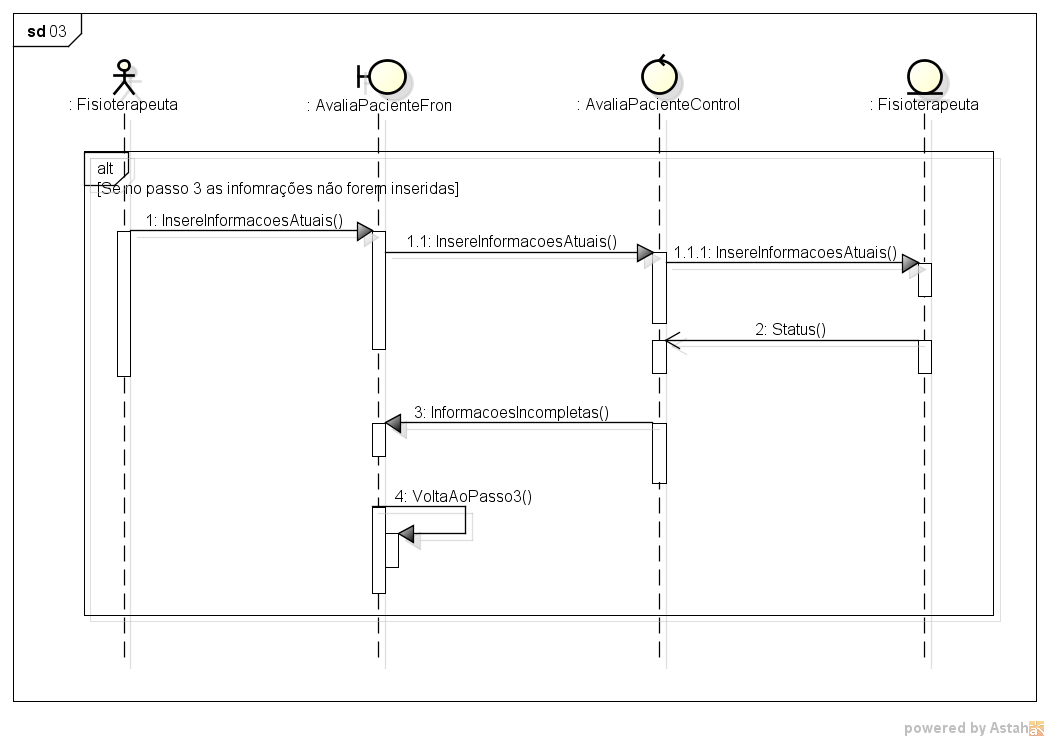 sd 03
: Fisioterapeuta
: AvaliaPacienteFron
: AvaliaPacienteControl
: Fisioterapeuta
alt
[Se no passo 3 as infomrações não forem inseridas]
1: InsereInformacoesAtuais()
1.1: InsereInformacoesAtuais()
1.1.1: InsereInformacoesAtuais()
2: Status()
3: InformacoesIncompletas()
4: VoltaAoPasso3()
powered by Astah